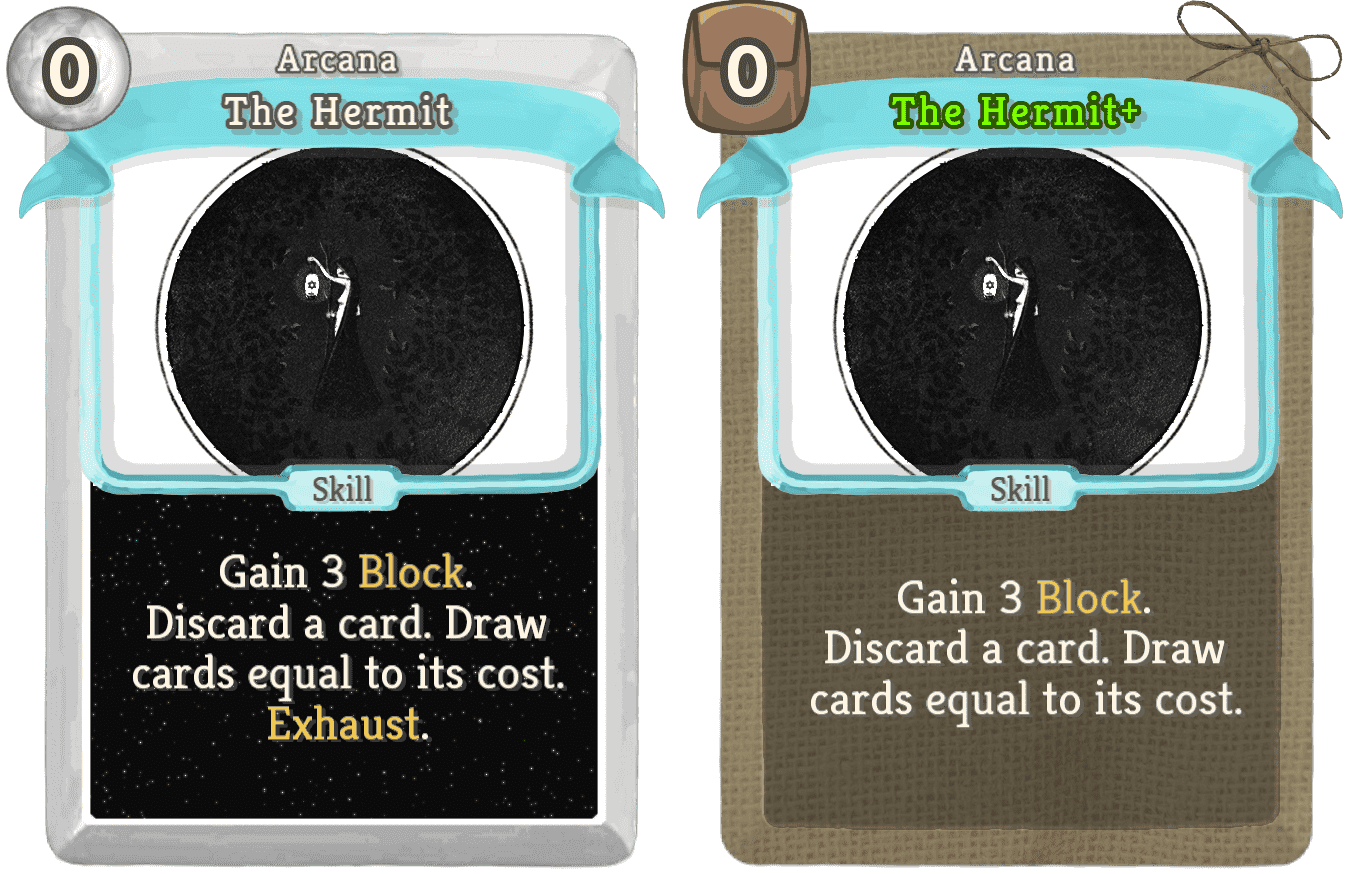 0
Arcana
The Hermit
Skill
Gain 3 Block.
Discard a card. Draw
cards equal to its cost.
Exhaust.
0
Arcana
The Hermit+
Skill
Gain 3 Block.
Discard a card. Draw
cards equal to its cost.